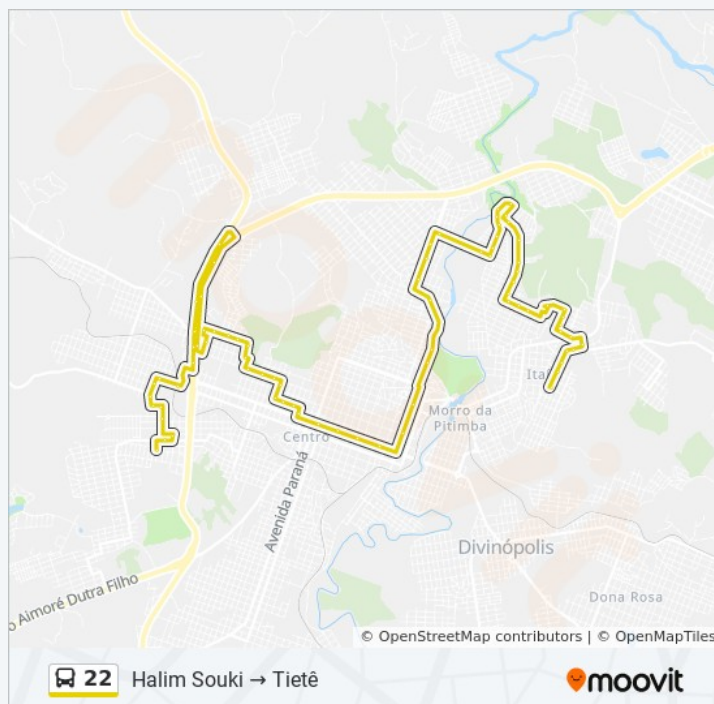 Itaí
Morro da
Pitimba
Centro
Avenida Paraná
Divinópolis
o Aimoré Dutra Filho
Dona Rosa
© OpenStreetMap contributors | © OpenMapTiles
22 Halim Souki → Tietê moovit